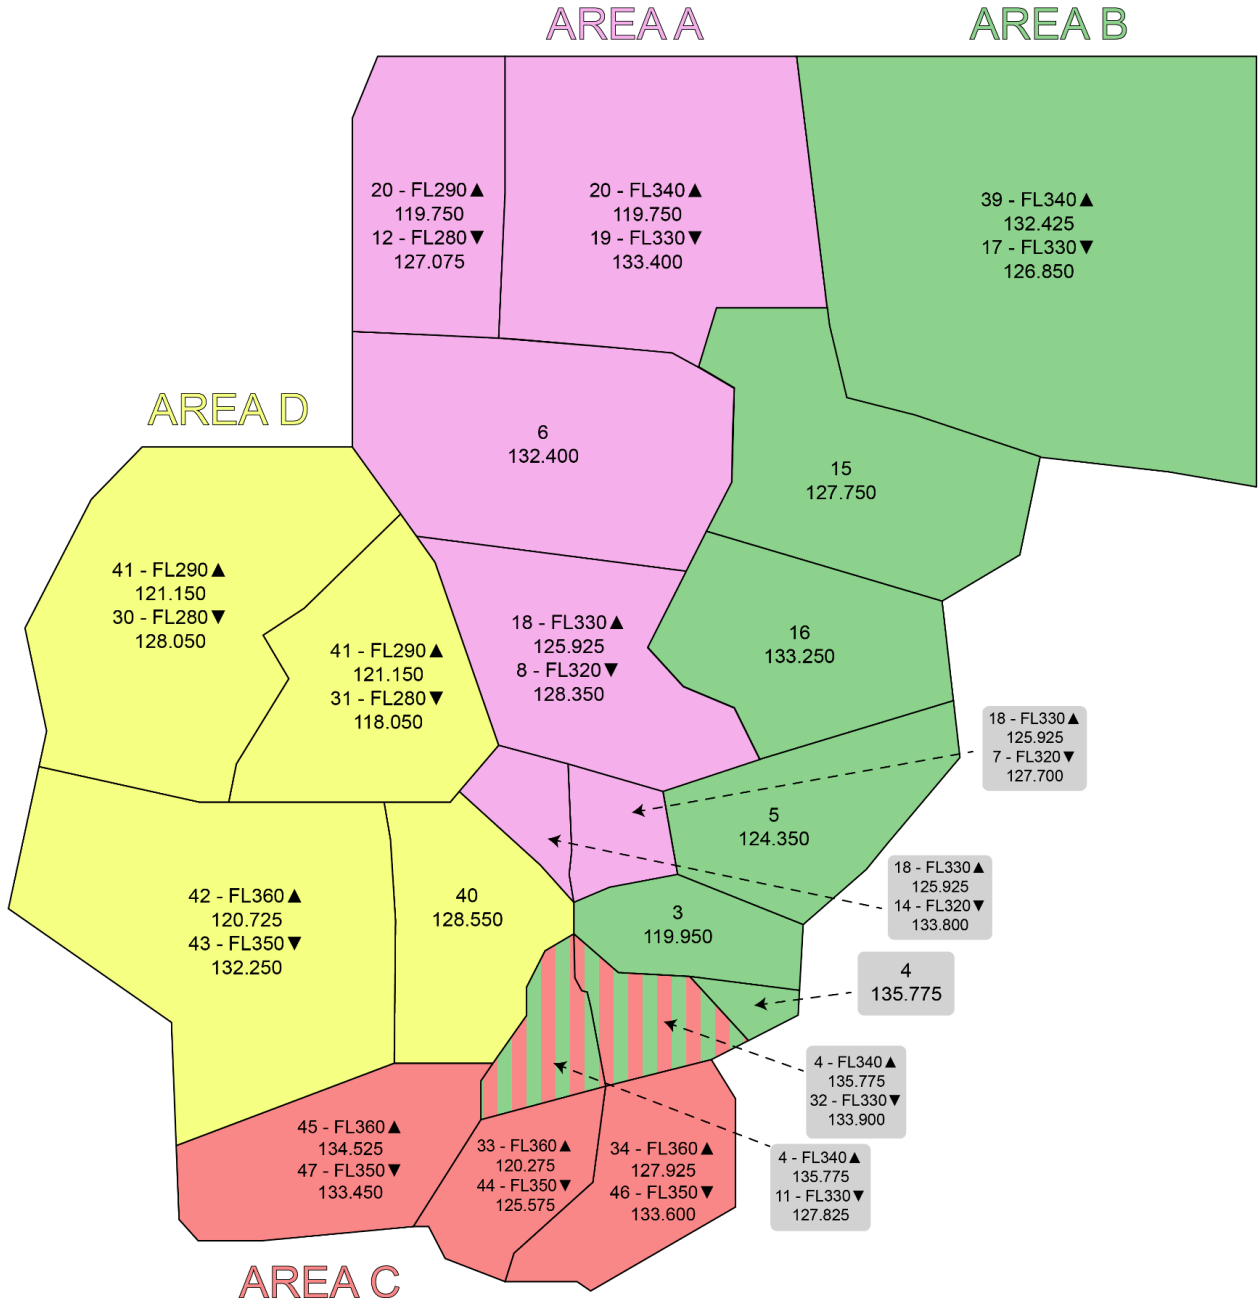 AREA A
AREA B
20 - FL290▲
119.750
12 - FL280▼
127.075
20 - FL340▲
119.750
19 - FL330▼
133.400
39 - FL340▲
132.425
17 - FL330▼
126.850
AREA D
6
132.400
15
127.750
41 - FL290▲
121.150
30 - FL280▼
128.050
41 - FL290▲
121.150
31 - FL280▼
118.050
18 - FL330▲
125.925
8 - FL320▼
128.350
16
133.250
18 - FL330▲
125.925
7 - FL320▼
127.700
5
124.350
42 - FL360▲
120.725
43 - FL350▼
132.250
40
128.550
3
119.950
18 - FL330▲
125.925
14 - FL320▼
133.800
4
135.775
4 - FL340▲
135.775
32 - FL330▼
133.900
45 - FL360▲
134.525
47 - FL350▼
133.450
33 - FL360▲
120.275
44 - FL350▼
125.575
34 - FL360▲
127.925
46 - FL350▼
133.600
4 - FL340▲
135.775
11 - FL330▼
127.825
AREA C